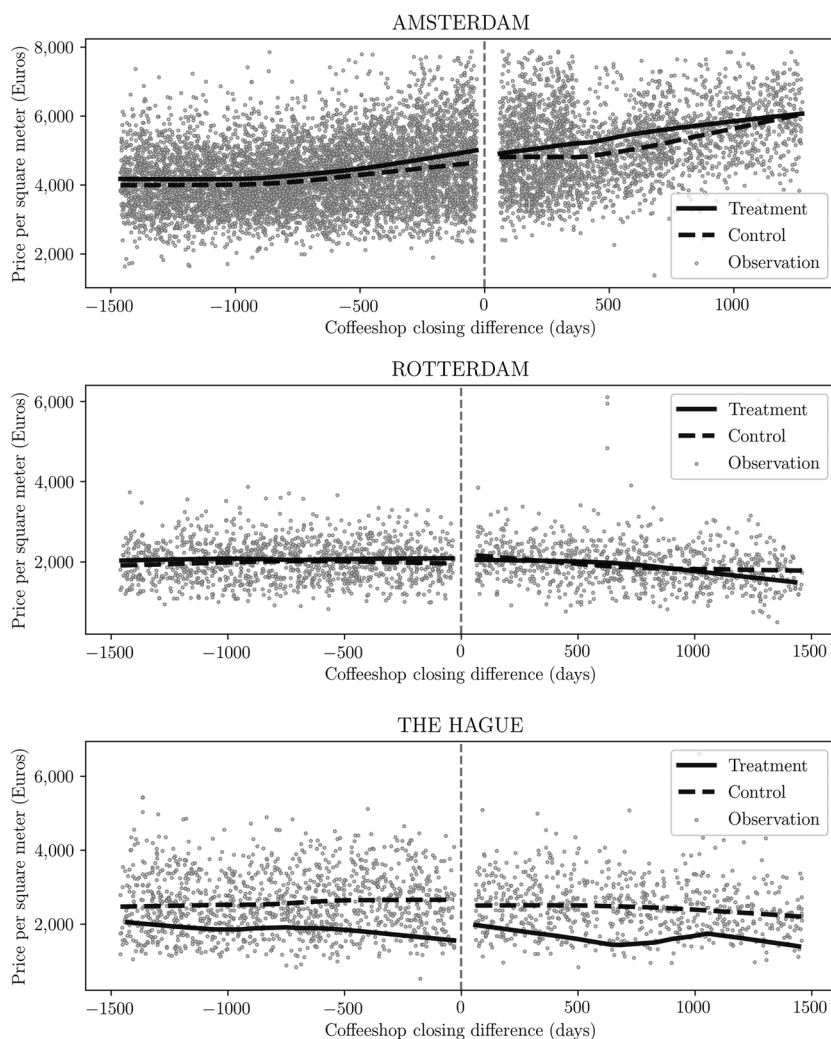 AMSTERDAM
Price per square meter (Euros)
8,000
6,000
4,000
2,000
Treatment
Control
Observation
−1500 −1000 −500 0 500 1000
Coffeeshop closing difference (days)
ROTTERDAM
Price per square meter (Euros)
6,000
4,000
2,000
Treatment
Control
Observation
−1500 −1000 −500 0 500 1000 1500
Coffeeshop closing difference (days)
THE HAGUE
Price per square meter (Euros)
6,000
4,000
2,000
Treatment
Control
Observation
−1500 −1000 −500 0 500 1000 1500
Coffeeshop closing difference (days)